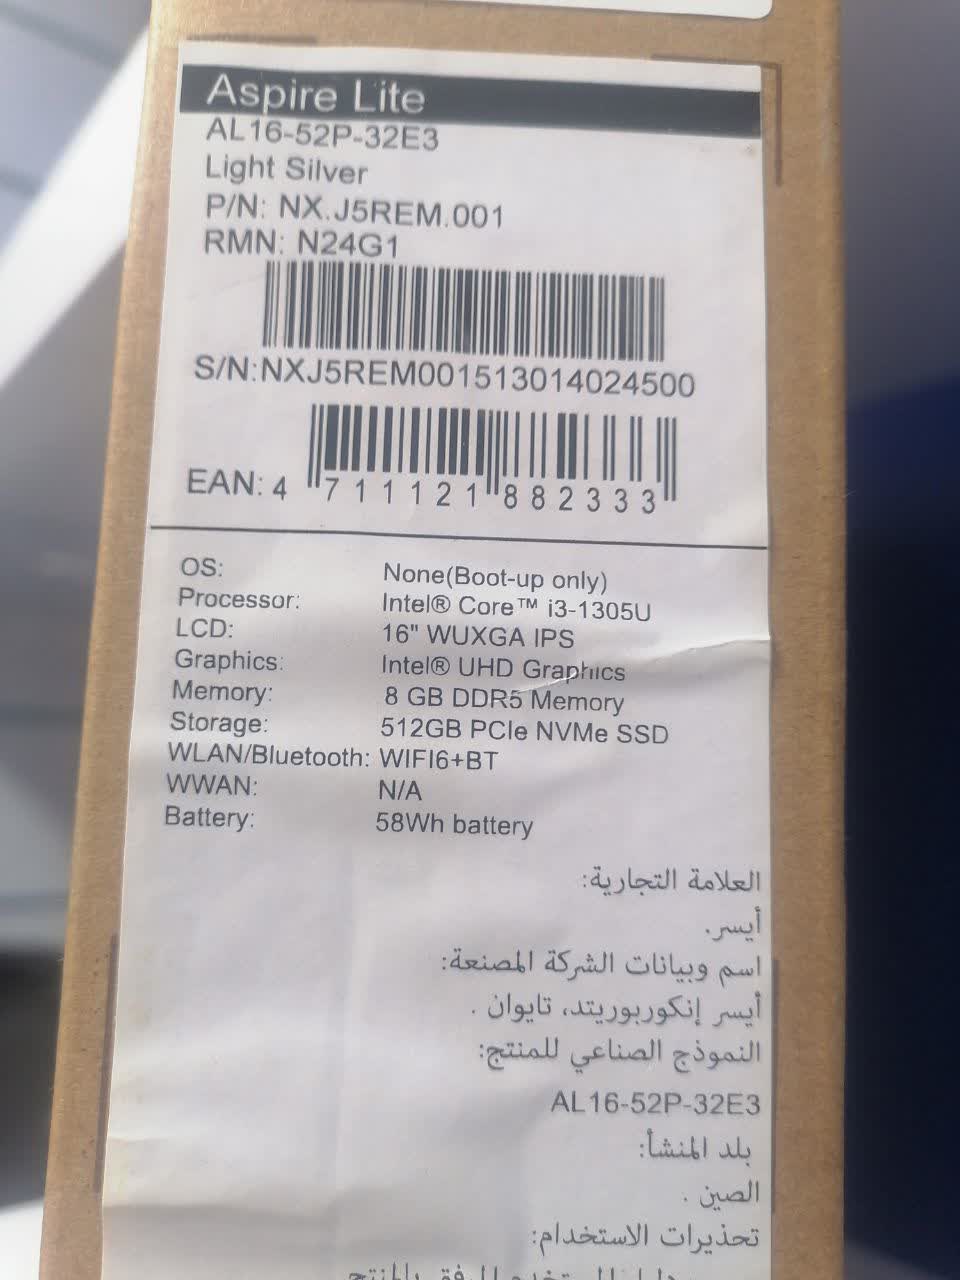 Aspire Lite
AL16-52P-32E3
Light Silver
P/N: NX.J5REM.001
RMN: N24G1
S/N:NXJ5REM001513014024500
EAN: 4 711121 882333
OS: None(Boot-up only)
Processor: Intel® Core™ i3-1305U
LCD: 16" WUXGA IPS
Graphics: Intel® UHD Graphics
Memory: 8 GB DDR5 Memory
Storage: 512GB PCIe NVMe SSD
WLAN/Bluetooth: WIFI6+BT
WWAN: N/A
Battery: 58Wh battery
العلامة التجارية:
أيسر.
اسم وبيانات الشركة المصنعة:
أيسر إنكوربوريتد، تايوان .
النموذج الصناعي للمنتج:
AL16-52P-32E3
بلد المنشأ:
الصين .
تحذيرات الاستخدام: